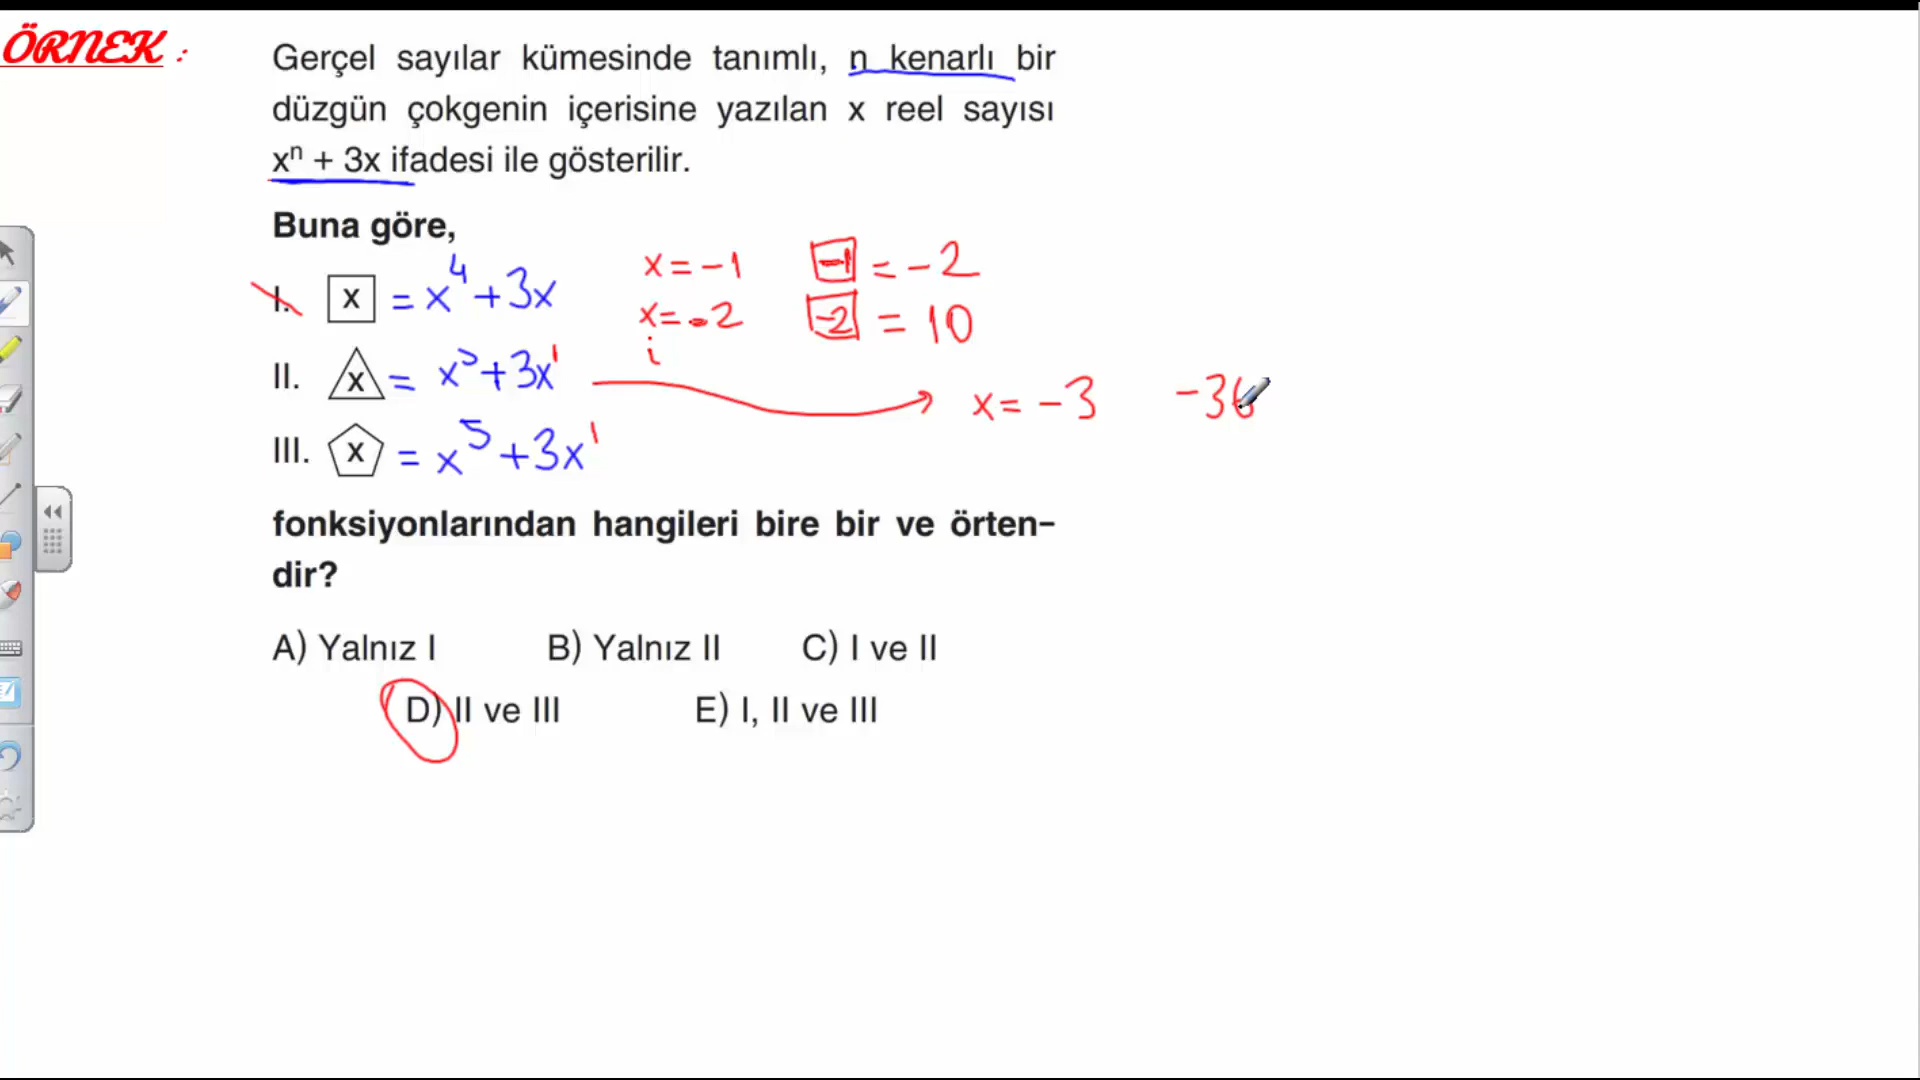 ÖRNEK :
Gerçel sayılar kümesinde tanımlı, n kenarlı bir
düzgün çokgenin içerisine yazılan x reel sayısı
xⁿ + 3x ifadesi ile gösterilir.
Buna göre,
I. x = x⁴ + 3x x = -1 -1 = -2
x = -2 -2 = 10
II. x = x³ + 3x¹ x = -3 -36
III. x = x⁵ + 3x¹
fonksiyonlarından hangileri bire bir ve örten-
dir?
A) Yalnız I B) Yalnız II C) I ve II
D) II ve III E) I, II ve III